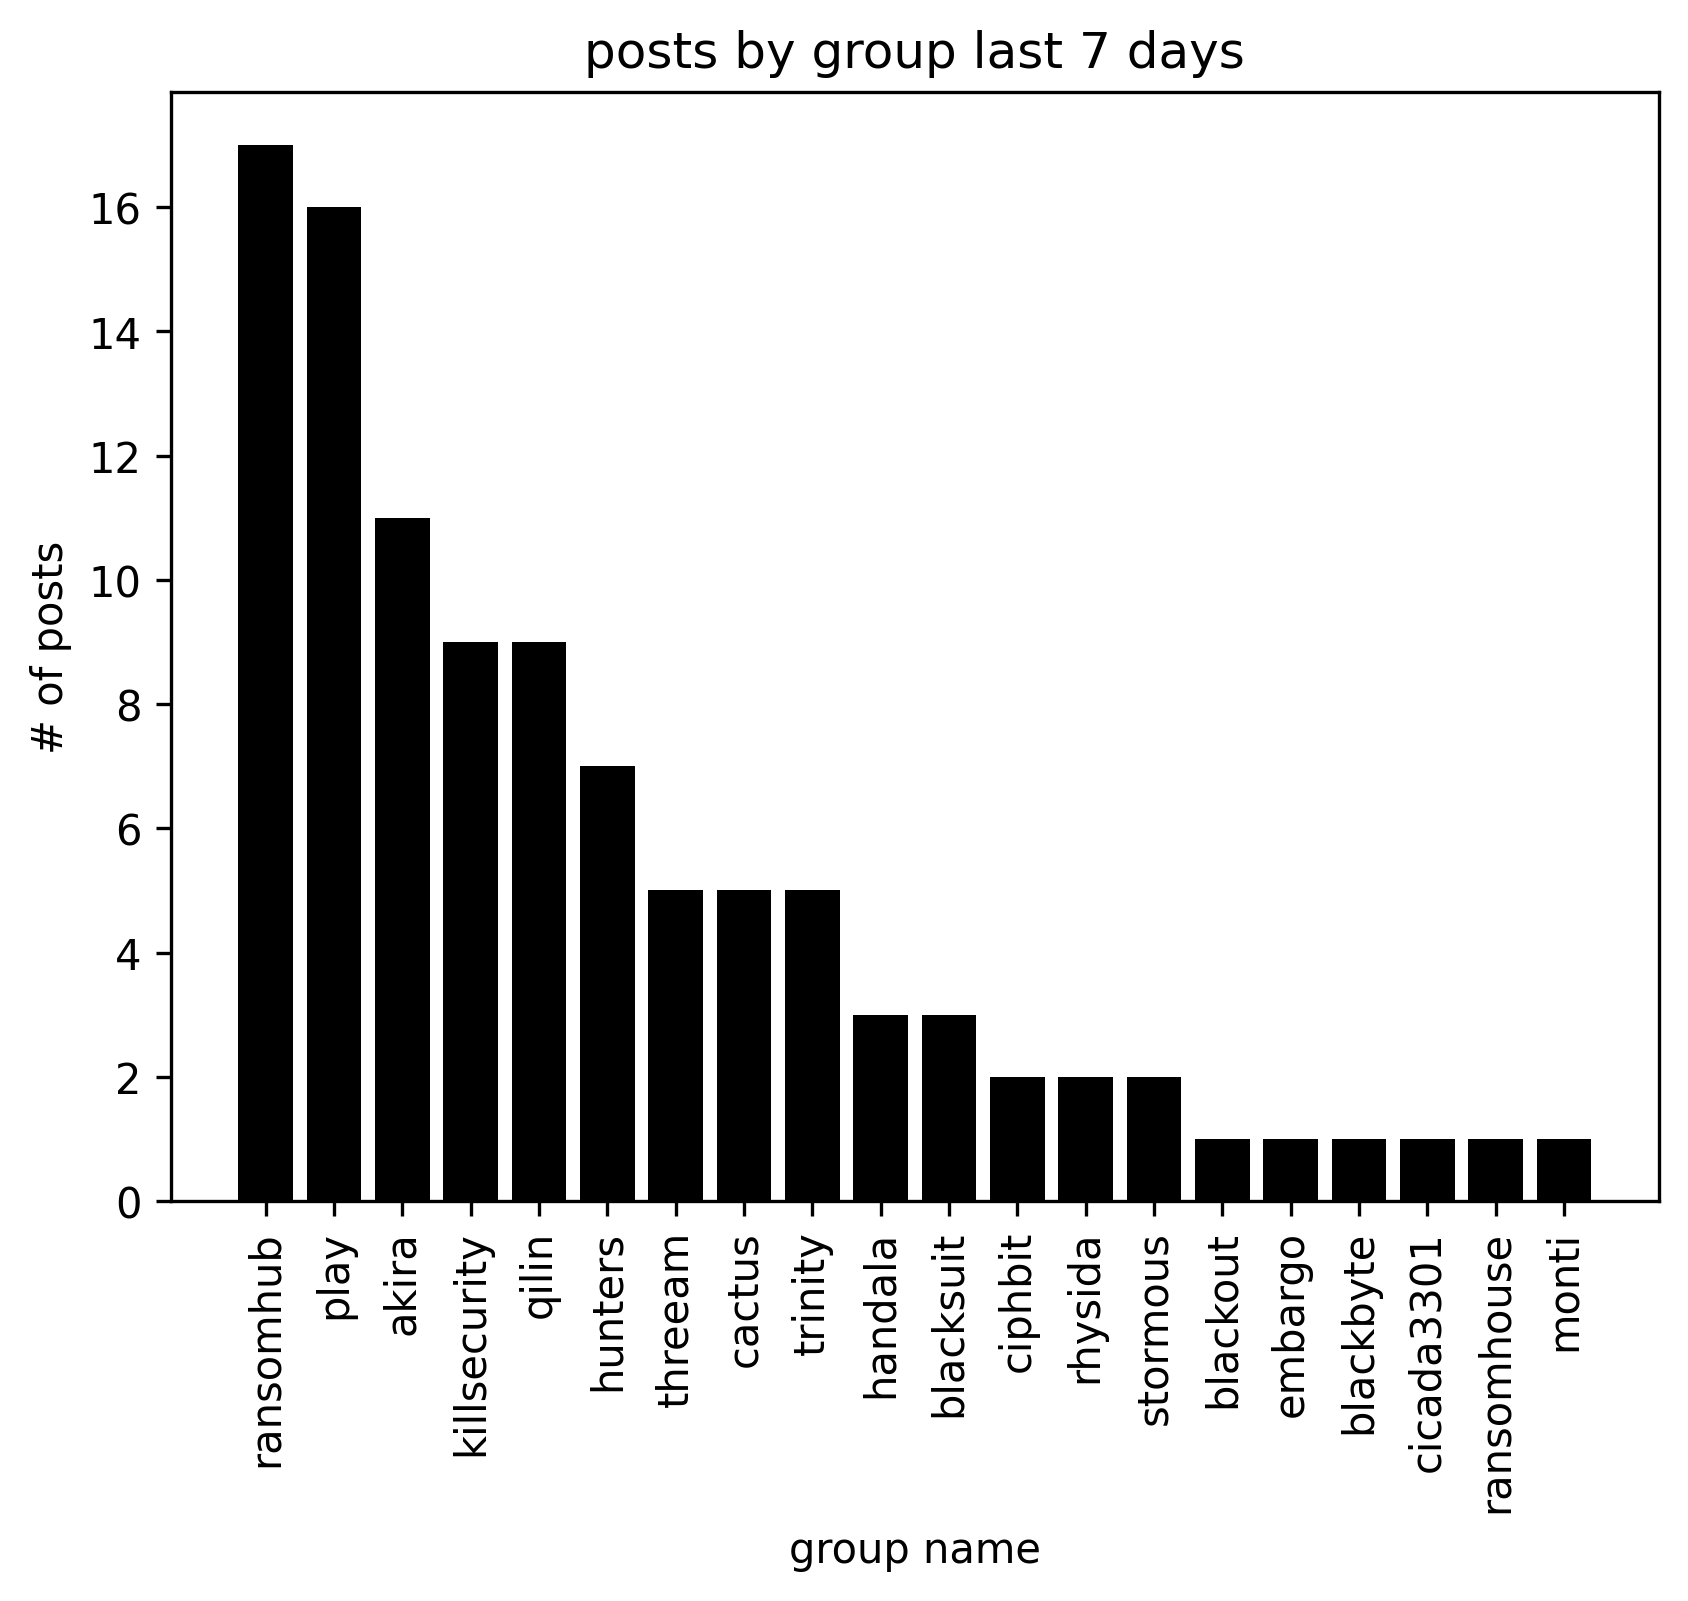 posts by group last 7 days
# of posts
16
14
12
10
8
6
4
2
0
ransomhub
play
akira
killsecurity
qilin
hunters
threeam
cactus
trinity
handala
blacksuit
ciphbit
rhysida
stormous
blackout
embargo
blackbyte
cicada3301
ransomhouse
monti
group name